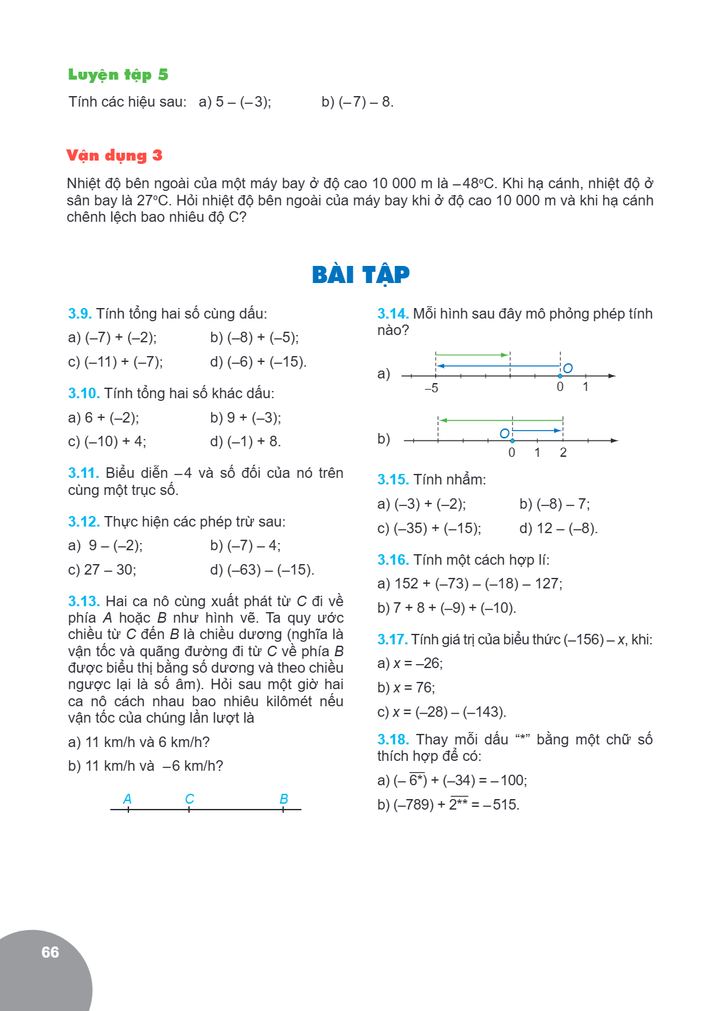 Luyện tập 5
Tính các hiệu sau: a) 5 – (–3); b) (–7) – 8.
Vận dụng 3
Nhiệt độ bên ngoài của một máy bay ở độ cao 10 000 m là –48°C. Khi hạ cánh, nhiệt độ ở
sân bay là 27°C. Hỏi nhiệt độ bên ngoài của máy bay khi ở độ cao 10 000 m và khi hạ cánh
chênh lệch bao nhiêu độ C?
BÀI TẬP
3.9. Tính tổng hai số cùng dấu:
a) (–7) + (–2); b) (–8) + (–5);
c) (–11) + (–7); d) (–6) + (–15).
3.10. Tính tổng hai số khác dấu:
a) 6 + (–2); b) 9 + (–3);
c) (–10) + 4; d) (–1) + 8.
3.11. Biểu diễn –4 và số đối của nó trên
cùng một trục số.
3.12. Thực hiện các phép trừ sau:
a) 9 – (–2); b) (–7) – 4;
c) 27 – 30; d) (–63) – (–15).
3.13. Hai ca nô cùng xuất phát từ C đi về
phía A hoặc B như hình vẽ. Ta quy ước
chiều từ C đến B là chiều dương (nghĩa là
vận tốc và quãng đường đi từ C về phía B
được biểu thị bằng số dương và theo chiều
ngược lại là số âm). Hỏi sau một giờ hai
ca nô cách nhau bao nhiêu kilômét nếu
vận tốc của chúng lần lượt là
a) 11 km/h và 6 km/h?
b) 11 km/h và –6 km/h?
A C B
3.14. Mỗi hình sau đây mô phỏng phép tính
nào?
a)
O
–5 0 1
b)
O
0 1 2
3.15. Tính nhẩm:
a) (–3) + (–2); b) (–8) – 7;
c) (–35) + (–15); d) 12 – (–8).
3.16. Tính một cách hợp lí:
a) 152 + (–73) – (–18) – 127;
b) 7 + 8 + (–9) + (–10).
3.17. Tính giá trị của biểu thức (–156) – x, khi:
a) x = –26;
b) x = 76;
c) x = (–28) – (–143).
3.18. Thay mỗi dấu “*” bằng một chữ số
thích hợp để có:
a) (– 6̅*̅) + (–34) = –100;
b) (–789) + 2̅*̅*̅ = –515.
66